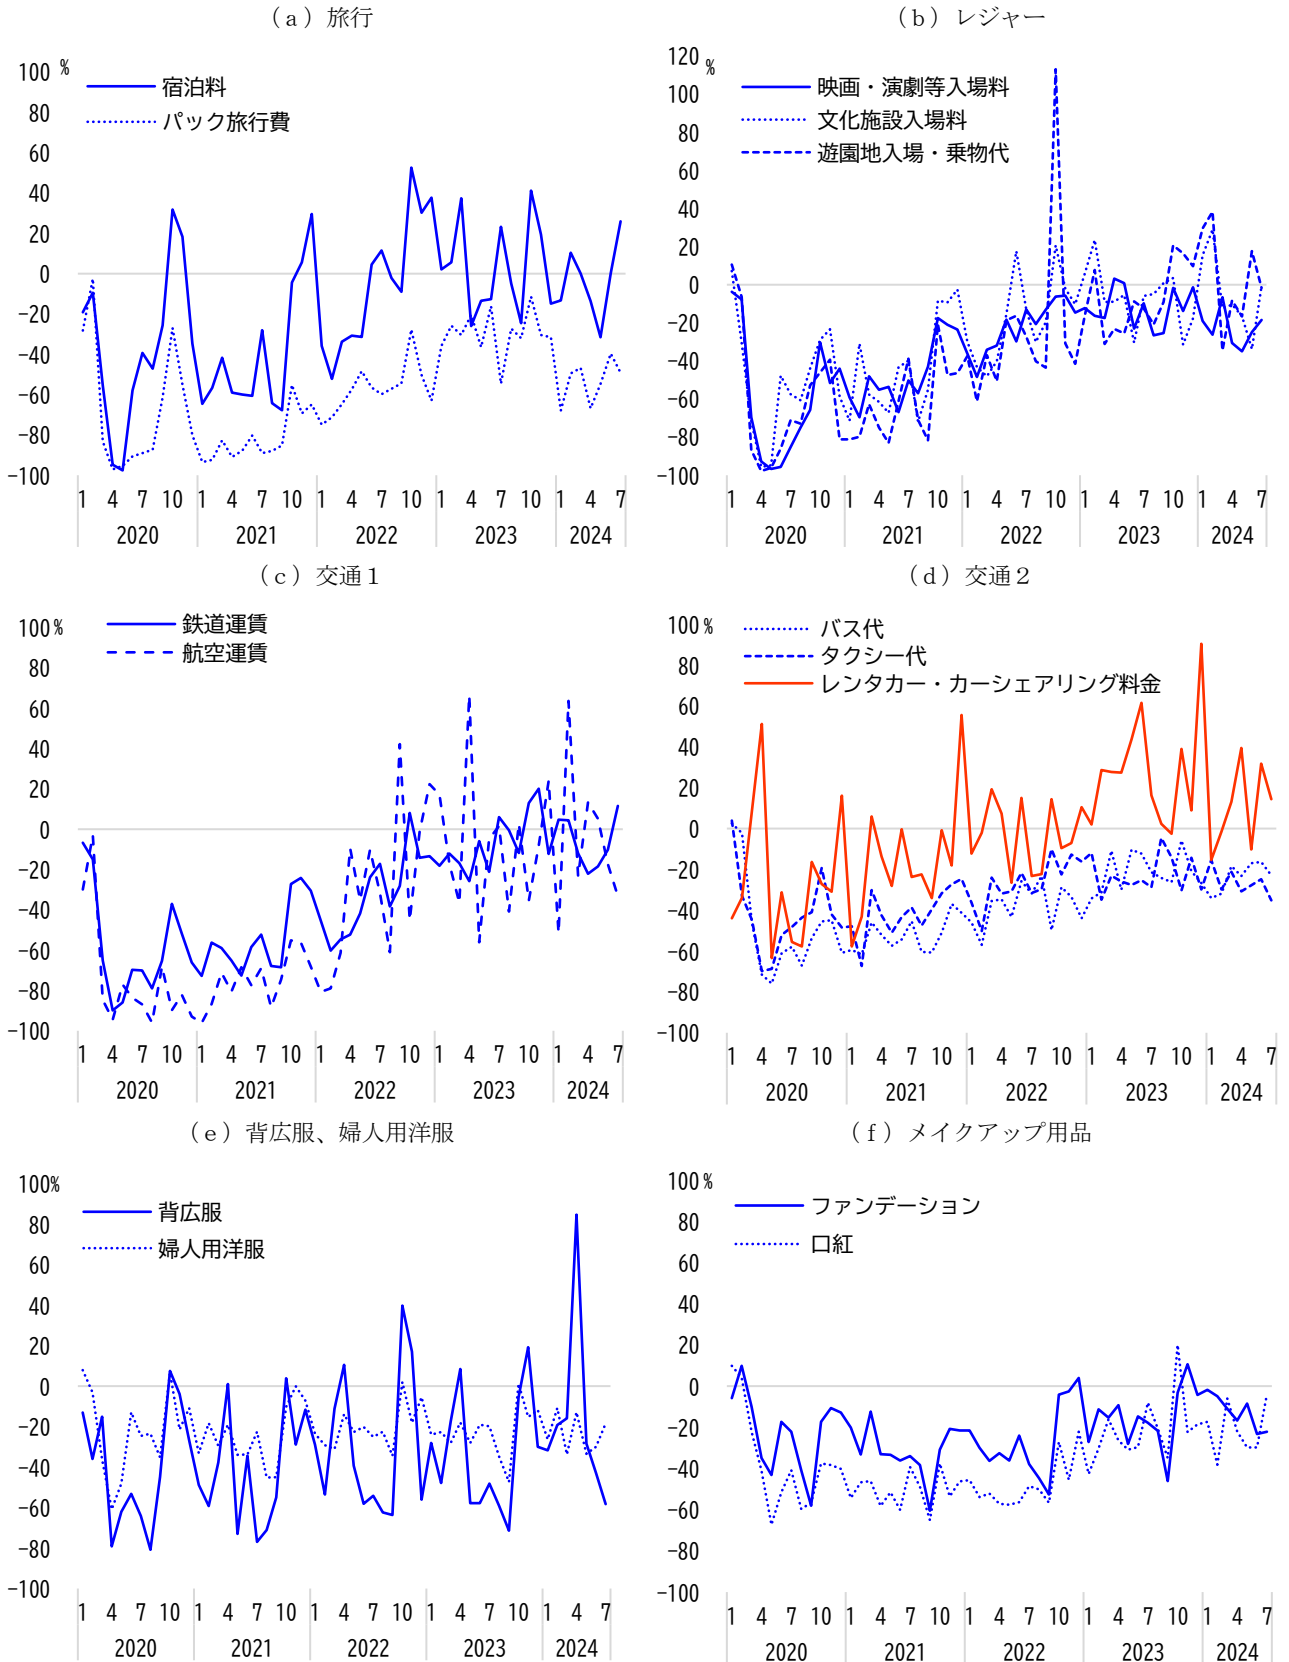 （ａ）旅行
%
100
80
60
40
20
0
−20
−40
−60
−80
−100
宿泊料
パック旅行費
1 4 7 10 1 4 7 10 1 4 7 10 1 4 7 10 1 4 7
2020 2021 2022 2023 2024
（ｂ）レジャー
%
120
100
80
60
40
20
0
−20
−40
−60
−80
−100
映画・演劇等入場料
文化施設入場料
遊園地入場・乗物代
1 4 7 10 1 4 7 10 1 4 7 10 1 4 7 10 1 4 7
2020 2021 2022 2023 2024
（ｃ）交通１
100%
80
60
40
20
0
−20
−40
−60
−80
−100
鉄道運賃
航空運賃
1 4 7 10 1 4 7 10 1 4 7 10 1 4 7 10 1 4 7
2020 2021 2022 2023 2024
（ｄ）交通２
100%
80
60
40
20
0
−20
−40
−60
−80
−100
バス代
タクシー代
レンタカー・カーシェアリング料金
1 4 7 10 1 4 7 10 1 4 7 10 1 4 7 10 1 4 7
2020 2021 2022 2023 2024
（ｅ）背広服、婦人用洋服
100%
80
60
40
20
0
−20
−40
−60
−80
−100
背広服
婦人用洋服
1 4 7 10 1 4 7 10 1 4 7 10 1 4 7 10 1 4 7
2020 2021 2022 2023 2024
（ｆ）メイクアップ用品
100%
80
60
40
20
0
−20
−40
−60
−80
−100
ファンデーション
口紅
1 4 7 10 1 4 7 10 1 4 7 10 1 4 7 10 1 4 7
2020 2021 2022 2023 2024